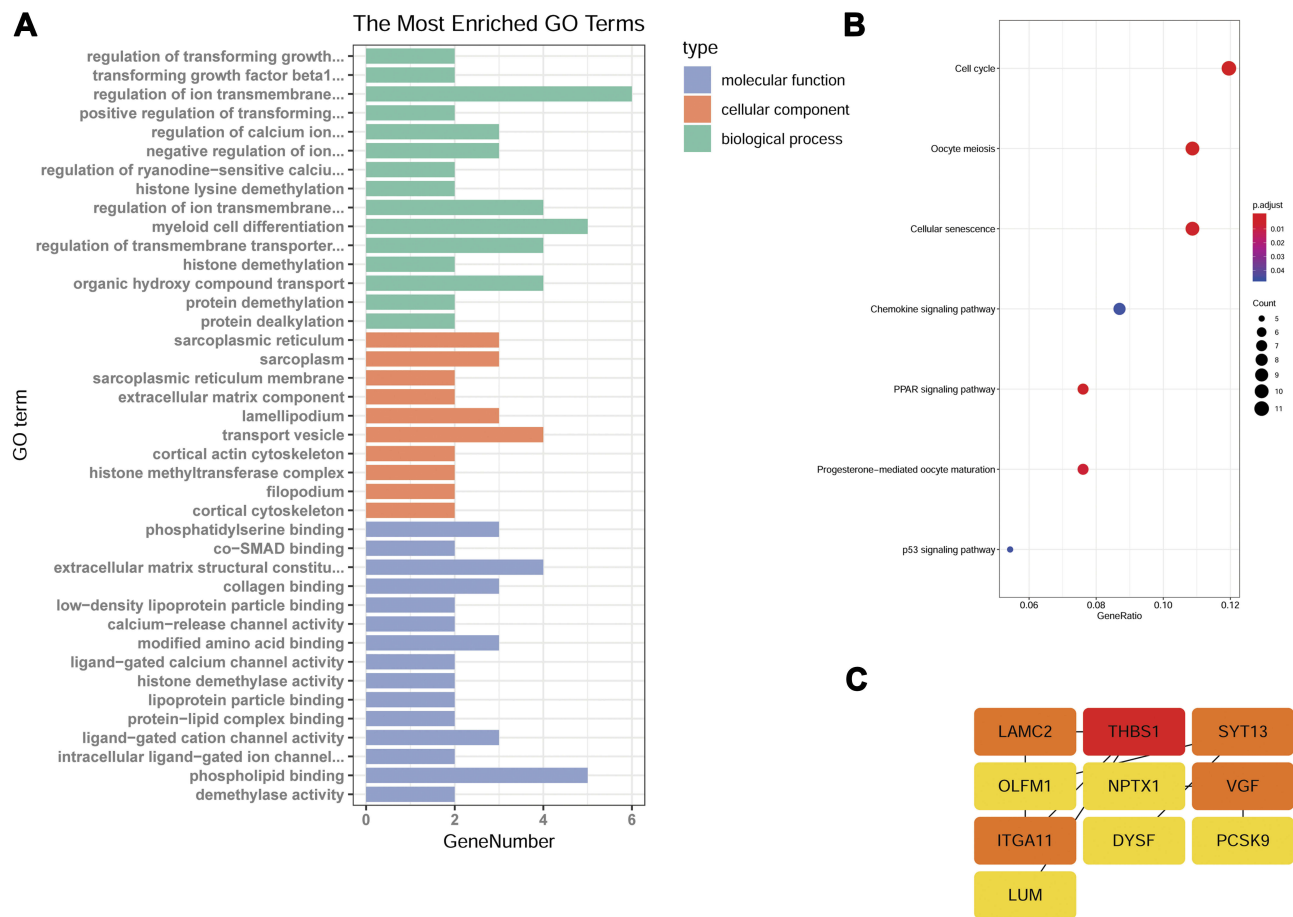 A
The Most Enriched GO Terms
GO term
regulation of transforming growth...
transforming growth factor beta1...
regulation of ion transmembrane...
positive regulation of transforming...
regulation of calcium ion...
negative regulation of ion...
regulation of ryanodine−sensitive calciu...
histone lysine demethylation
regulation of ion transmembrane...
myeloid cell differentiation
regulation of transmembrane transporter...
histone demethylation
organic hydroxy compound transport
protein demethylation
protein dealkylation
sarcoplasmic reticulum
sarcoplasm
sarcoplasmic reticulum membrane
extracellular matrix component
lamellipodium
transport vesicle
cortical actin cytoskeleton
histone methyltransferase complex
filopodium
cortical cytoskeleton
phosphatidylserine binding
co−SMAD binding
extracellular matrix structural constitu...
collagen binding
low−density lipoprotein particle binding
calcium−release channel activity
modified amino acid binding
ligand−gated calcium channel activity
histone demethylase activity
lipoprotein particle binding
protein−lipid complex binding
ligand−gated cation channel activity
intracellular ligand−gated ion channel...
phospholipid binding
demethylase activity
0 2 4 6
GeneNumber
type
molecular function
cellular component
biological process
B
Cell cycle
Oocyte meiosis
Cellular senescence
Chemokine signaling pathway
PPAR signaling pathway
Progesterone−mediated oocyte maturation
p53 signaling pathway
0.06 0.08 0.10 0.12
GeneRatio
p.adjust
0.01
0.02
0.03
0.04
Count
5
6
7
8
9
10
11
C
LAMC2 THBS1 SYT13
OLFM1 NPTX1 VGF
ITGA11 DYSF PCSK9
LUM